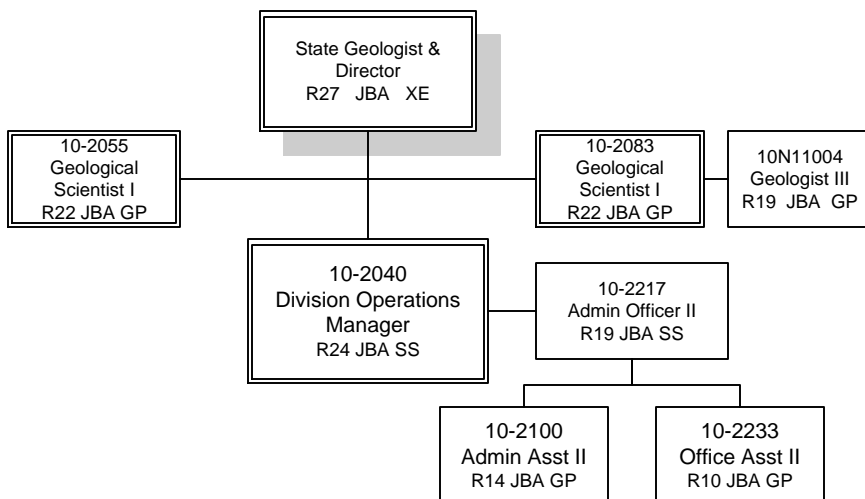 State Geologist &
Director
R27 JBA XE
10-2055
Geological
Scientist I
R22 JBA GP
10-2083
Geological
Scientist I
R22 JBA GP
10N11004
Geologist III
R19 JBA GP
10-2040
Division Operations
Manager
R24 JBA SS
10-2217
Admin Officer II
R19 JBA SS
10-2100
Admin Asst II
R14 JBA GP
10-2233
Office Asst II
R10 JBA GP